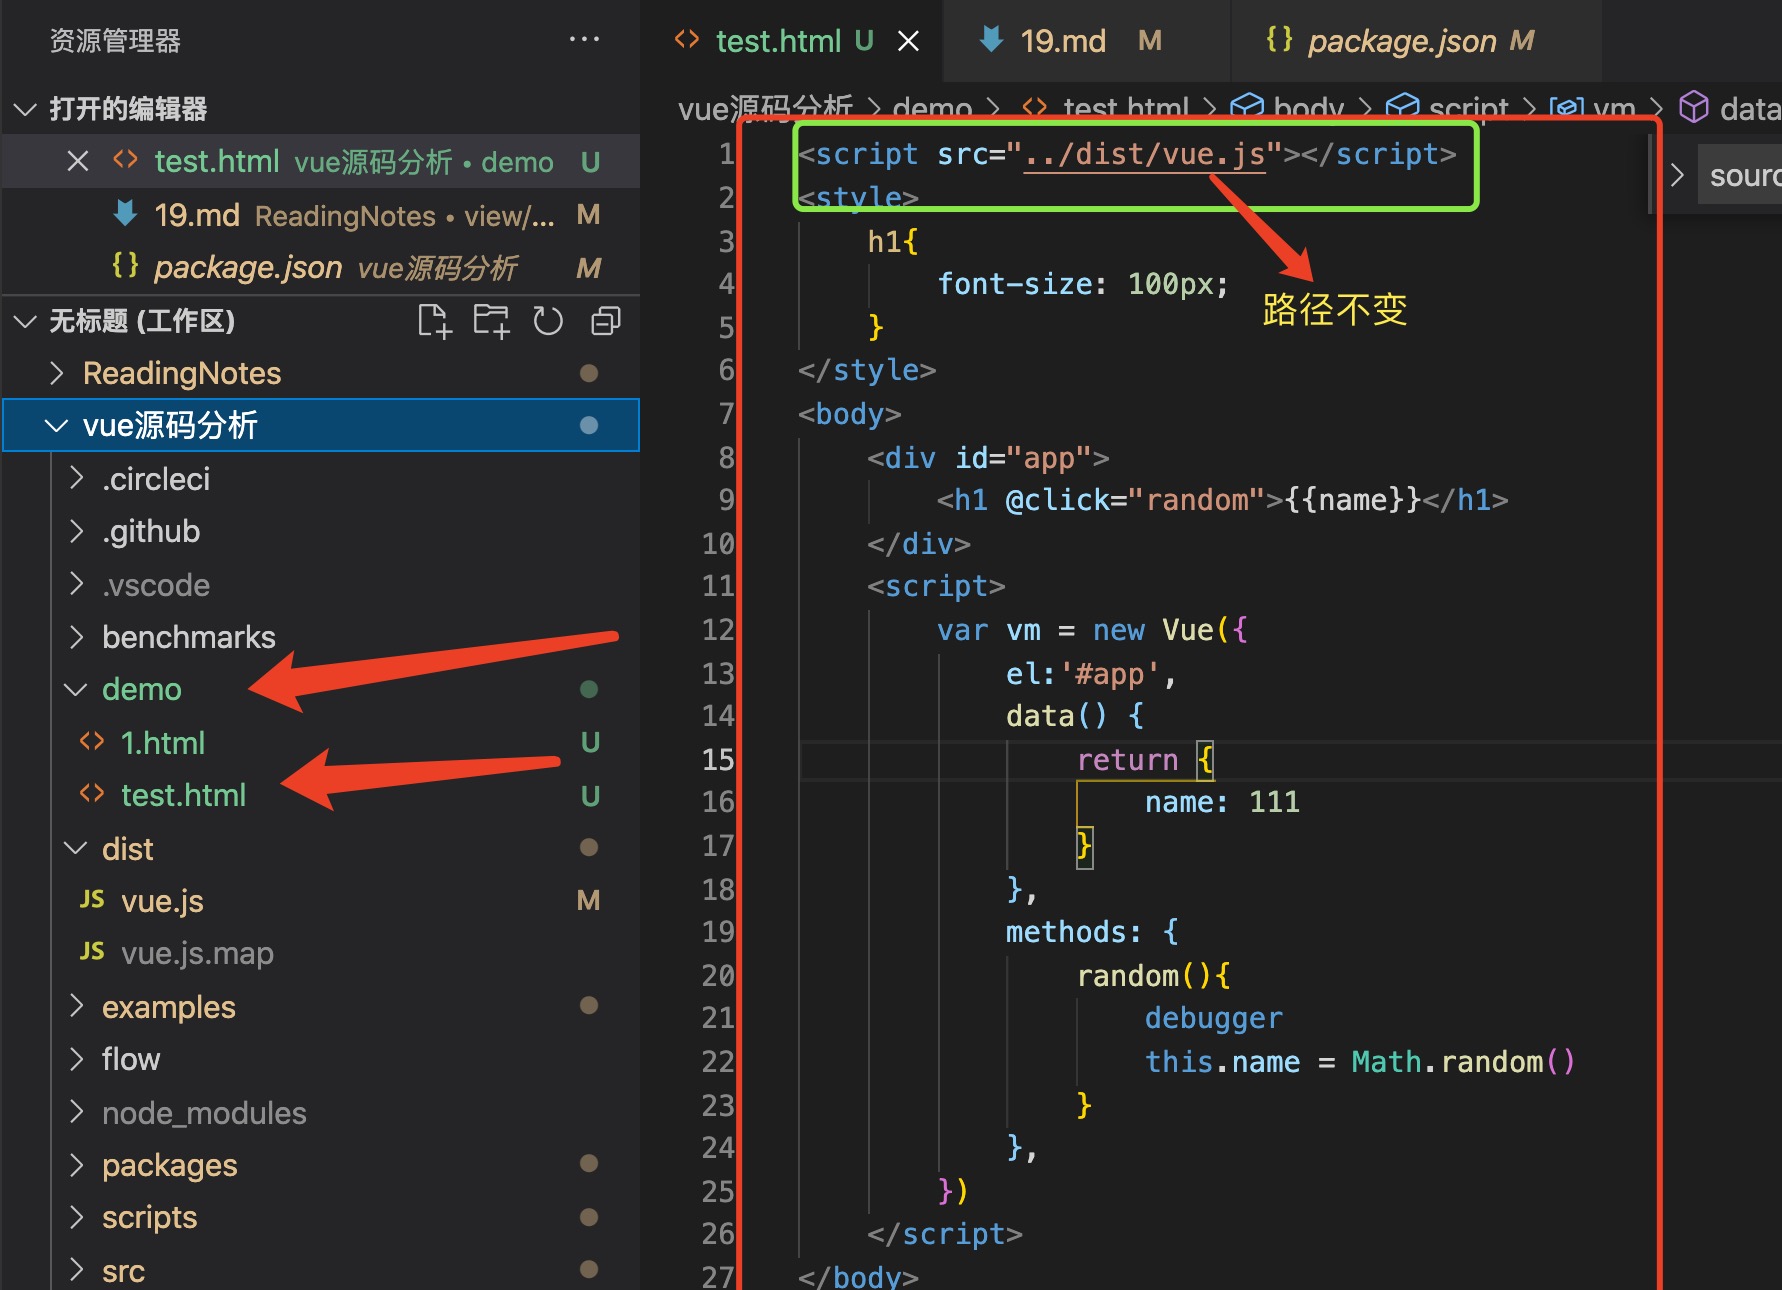 资源管理器
打开的编辑器
test.html vue源码分析 • demo U
19.md ReadingNotes • view/... M
package.json vue源码分析 M
无标题 (工作区)
ReadingNotes
vue源码分析
.circleci
.github
.vscode
benchmarks
demo
1.html U
test.html U
dist
JS vue.js M
JS vue.js.map
examples
flow
node_modules
packages
scripts
src
test.html U
19.md M
{} package.json M
vue源码分析 > demo > test.html > body > script > vm > data
1 <script src="../dist/vue.js"></script>
2 <style>
3 h1{
4 font-size: 100px;
5 }
6 </style>
7 <body>
8 <div id="app">
9 <h1 @click="random">{{name}}</h1>
10 </div>
11 <script>
12 var vm = new Vue({
13 el:'#app',
14 data() {
15 return {
16 name: 111
17 }
18 },
19 methods: {
20 random(){
21 debugger
22 this.name = Math.random()
23 }
24 },
25 })
26 </script>
27 </body>
路径不变